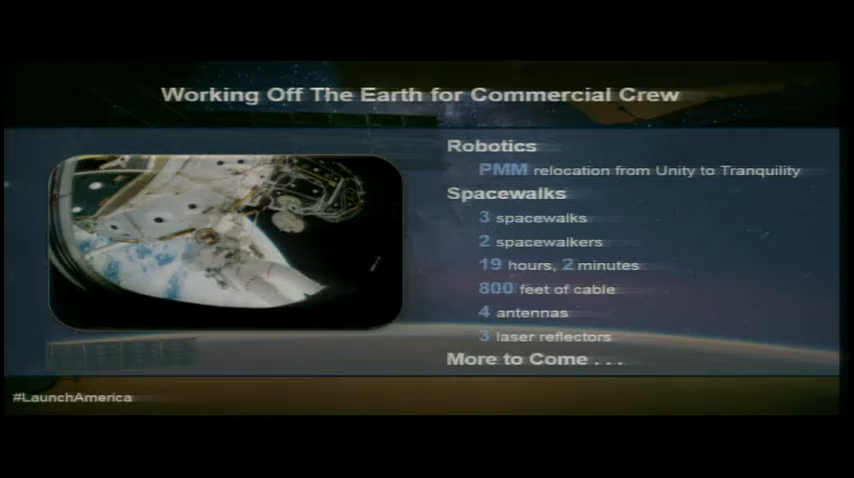 Working Off The Earth for Commercial Crew
Robotics
PMM relocation from Unity to Tranquility
Spacewalks
3 spacewalks
2 spacewalkers
19 hours, 2 minutes
800 feet of cable
4 antennas
3 laser reflectors
More to Come . . .
#LaunchAmerica